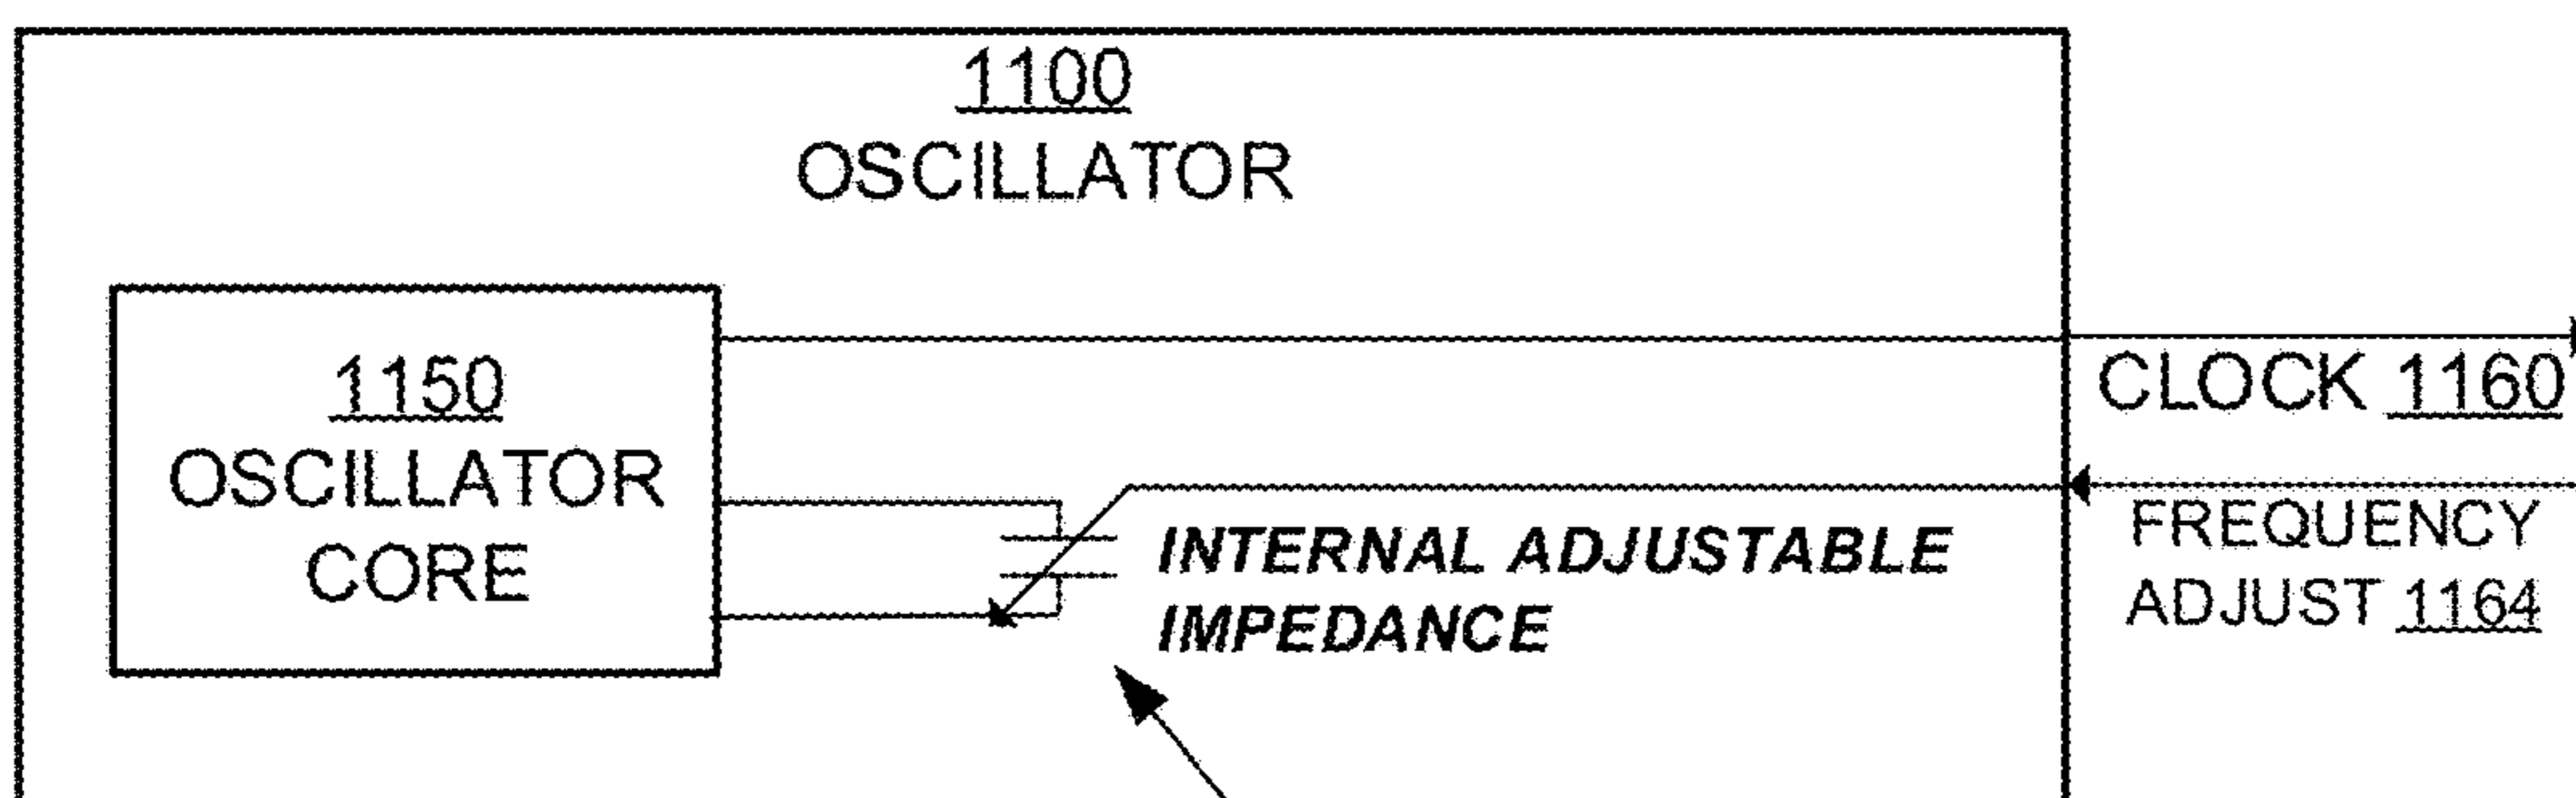 1100
OSCILLATOR
1150
OSCILLATOR
CORE
CLOCK 1160
INTERNAL ADJUSTABLE
IMPEDANCE
FREQUENCY
ADJUST 1164